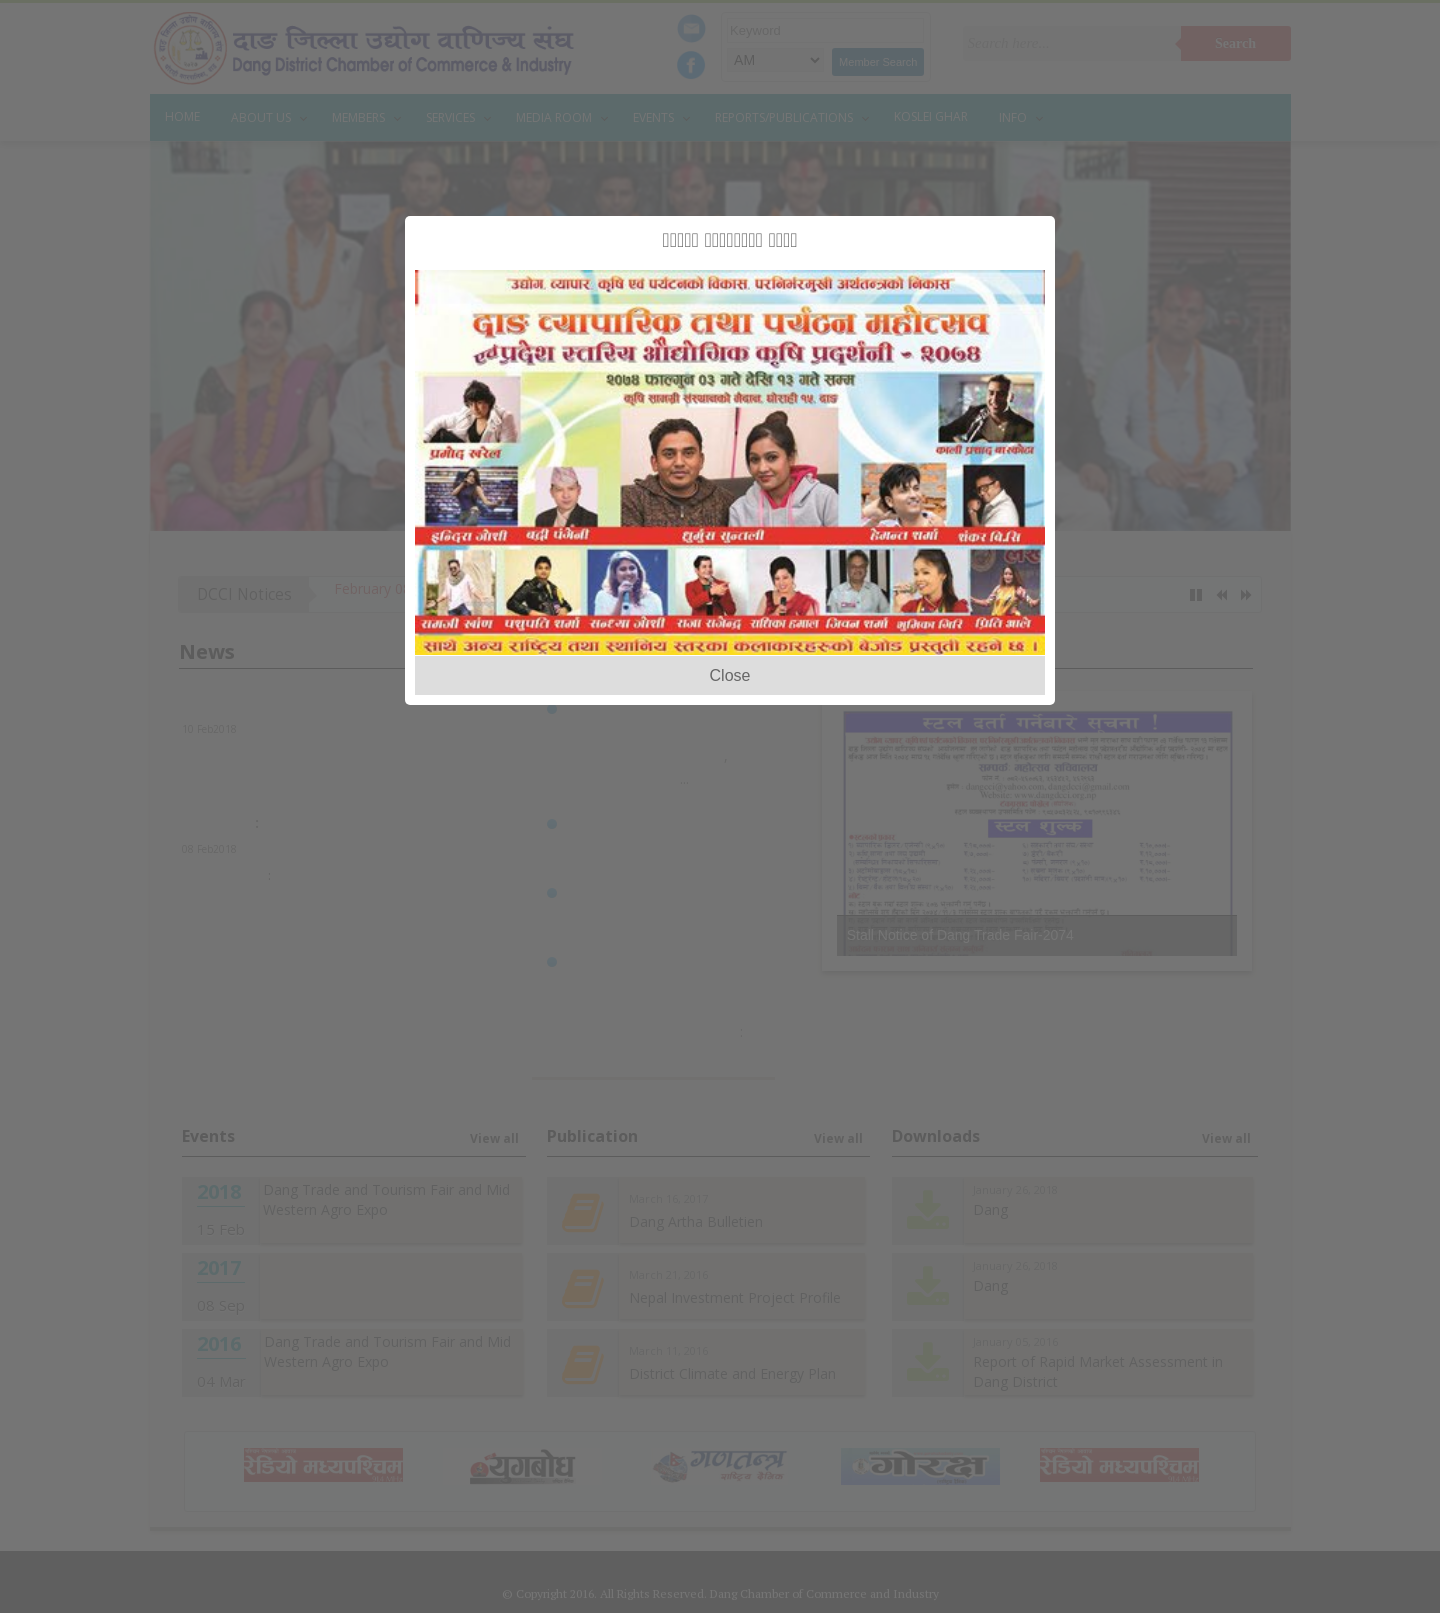 दाङ जिल्ला उद्योग वाणिज्य संघ
Dang District Chamber of Commerce & Industry
Keyword
AM
Member Search
Search here...
Search
HOME
ABOUT US
MEMBERS
SERVICES
MEDIA ROOM
EVENTS
REPORTS/PUBLICATIONS
KOSLEI GHAR
INFO
"उद्योग, व्यापार, कृषि एवं पर्यटनको विकास, परनिर्भरमुखी अर्थतन्त्रको निकास"
दाङ व्यापारिक तथा पर्यटन महोत्सव
एवं प्रदेश स्तरिय औद्योगिक कृषि प्रदर्शनी - २०७४
२०७४ फाल्गुन ०३ गते देखि १३ गते सम्म
कृषि सामग्री संस्थानको मैदान, घोराही १५, दाङ
प्रमोद खरेल
काली प्रसाद बास्कोटा
इन्दिरा जोशी
बद्री पंगेनी
धुर्मुस सुन्तली
हेमन्त शर्मा
शंकर बि.सि
रामजी खाँण
पशुपति शर्मा
सन्ध्या जोशी
राजा राजेन्द्र
राधिका हमाल
जिवन शर्मा
भुमिका गिरि
प्रिति आले
साथै अन्य राष्ट्रिय तथा स्थानिय स्तरका कलाकारहरुको बेजोड प्रस्तुती रहने छ ।
Close
DCCI Notices
February 0
News
10 Feb2018
:
08 Feb2018
स्टल दर्ता गर्नेबारे सूचना !
सम्पर्क महोत्सव सचिवालय
स्टल शुल्क
Stall Notice of Dang Trade Fair-2074
Events
View all
2018
15 Feb
Dang Trade and Tourism Fair and Mid
Western Agro Expo
2017
08 Sep
2016
04 Mar
Dang Trade and Tourism Fair and Mid
Western Agro Expo
Publication
View all
March 16, 2017
Dang Artha Bulletien
March 21, 2016
Nepal Investment Project Profile
March 11, 2016
District Climate and Energy Plan
Downloads
View all
January 26, 2018
Dang
January 26, 2018
Dang
January 05, 2016
Report of Rapid Market Assessment in
Dang District
रेडियो मध्यपश्चिम
युगबोध
गणतन्त्र
राष्ट्रिय दैनिक
गोरक्ष
रेडियो मध्यपश्चिम
© Copyright 2016. All Rights Reserved. Dang Chamber of Commerce and Industry